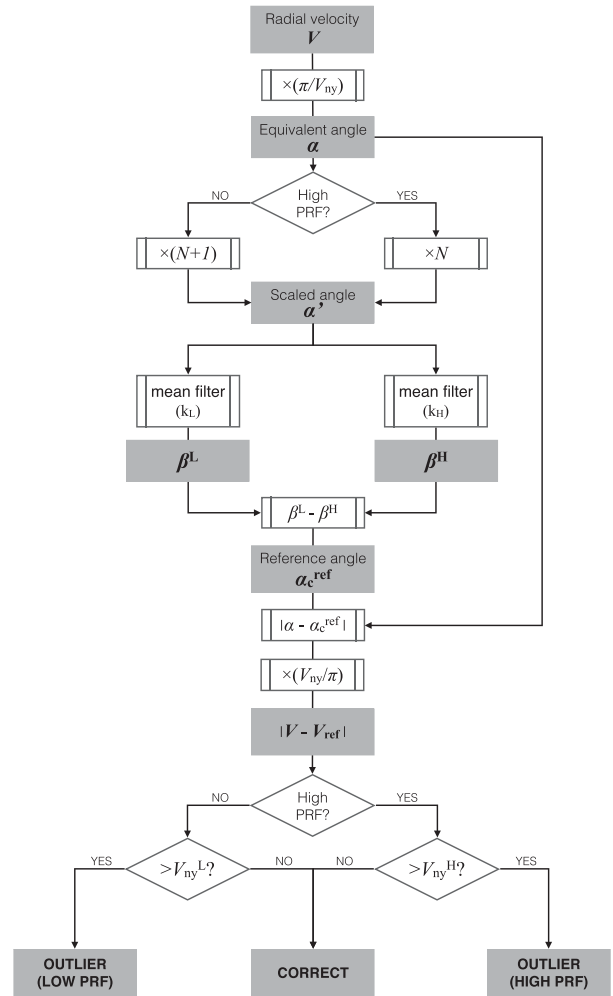 Radial velocity
V
×(π/Vny)
Equivalent angle
α
High
PRF?
NO
YES
×(N+1)
×N
Scaled angle
α’
mean filter
(kL)
mean filter
(kH)
βL
βH
βL - βH
Reference angle
αcref
|α - αcref|
×(Vny/π)
|V - Vref|
High
PRF?
NO
YES
>VnyL?
>VnyH?
YES
NO
NO
YES
OUTLIER
(LOW PRF)
CORRECT
OUTLIER
(HIGH PRF)